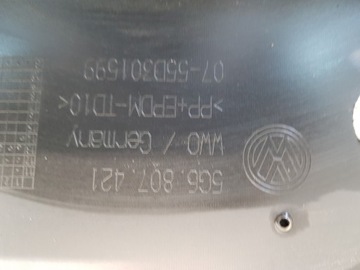 5G6 807 421
WWO / Germany
>PP+EPDM-TD10<
07-55D301599